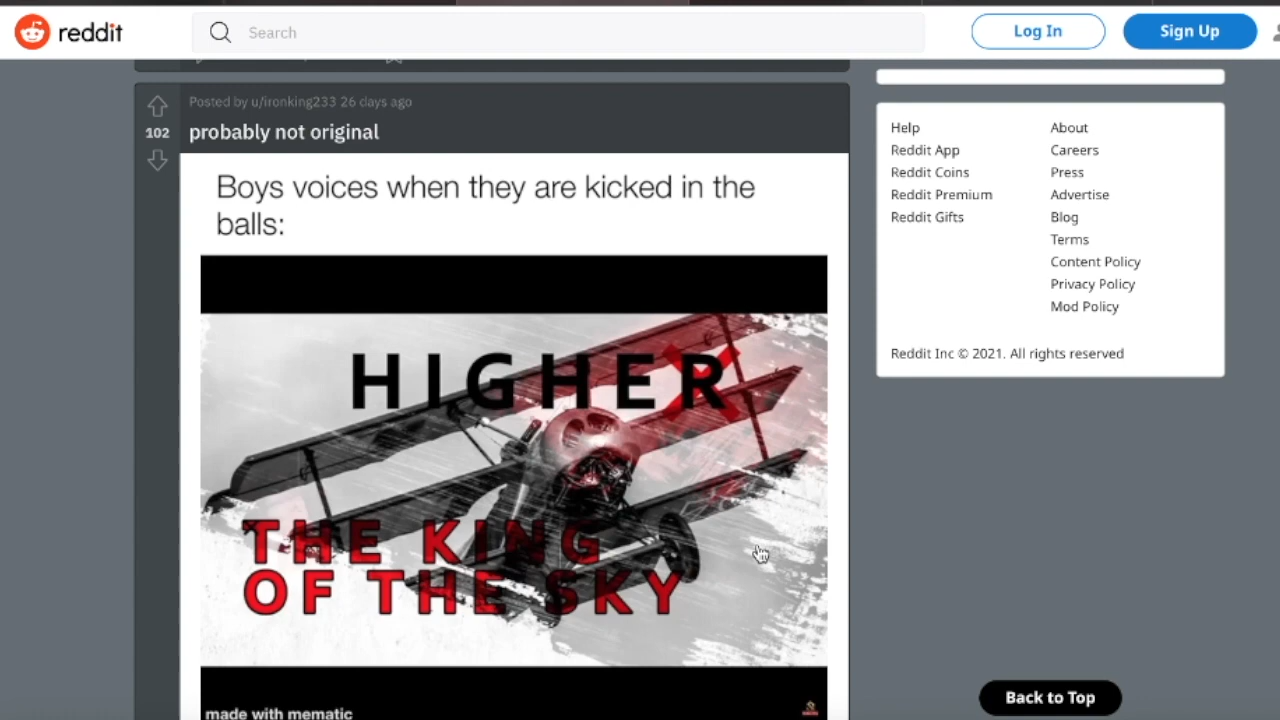 reddit
Search
Log In
Sign Up
Posted by u/ironking233 26 days ago
102
probably not original
Boys voices when they are kicked in the
balls:
HIGHER
THE KING
OF THE SKY
made with mematic
Help
About
Reddit App
Careers
Reddit Coins
Press
Reddit Premium
Advertise
Reddit Gifts
Blog
Terms
Content Policy
Privacy Policy
Mod Policy
Reddit Inc © 2021. All rights reserved
Back to Top